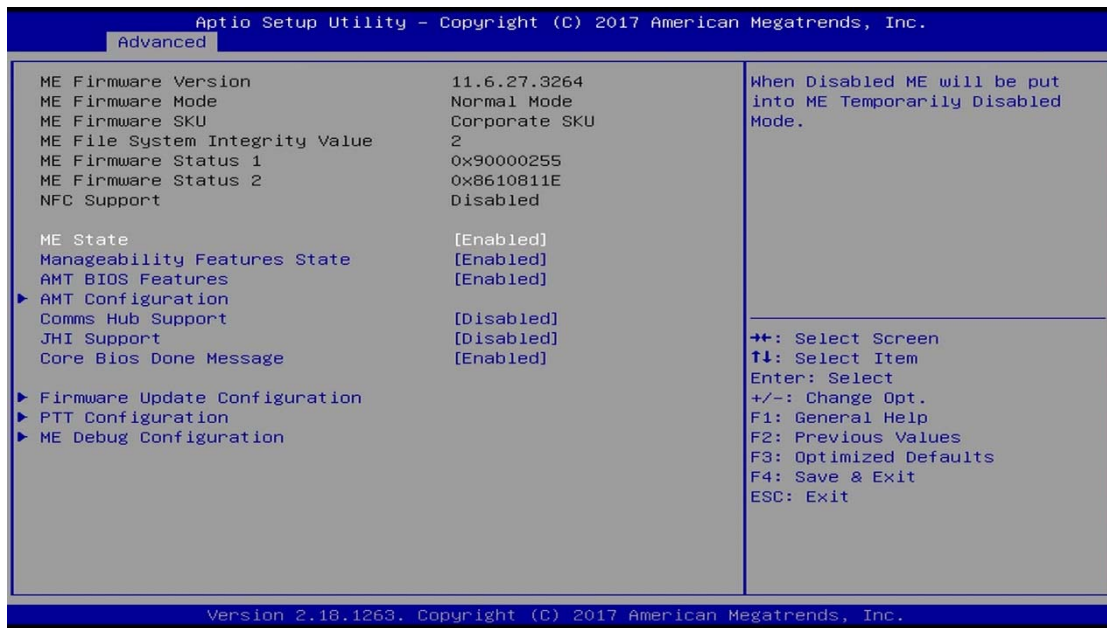 Aptio Setup Utility – Copyright (C) 2017 American Megatrends, Inc.
Advanced
ME Firmware Version 11.6.27.3264
ME Firmware Mode Normal Mode
ME Firmware SKU Corporate SKU
ME File System Integrity Value 2
ME Firmware Status 1 0x90000255
ME Firmware Status 2 0x8610811E
NFC Support Disabled
ME State [Enabled]
Manageability Features State [Enabled]
AMT BIOS Features [Enabled]
► AMT Configuration
Comms Hub Support [Disabled]
JHI Support [Disabled]
Core Bios Done Message [Enabled]
► Firmware Update Configuration
► PTT Configuration
► ME Debug Configuration
When Disabled ME will be put
into ME Temporarily Disabled
Mode.
→←: Select Screen
↑↓: Select Item
Enter: Select
+/-: Change Opt.
F1: General Help
F2: Previous Values
F3: Optimized Defaults
F4: Save & Exit
ESC: Exit
Version 2.18.1263. Copyright (C) 2017 American Megatrends, Inc.